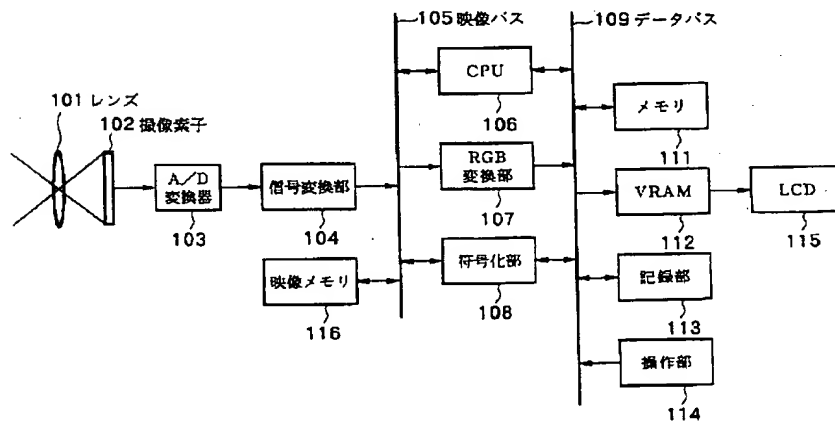 105 映像バス
109 データバス
101 レンズ
102 撮像素子
A/D
変換器
103
信号変換部
104
映像メモリ
116
CPU
106
RGB
変換部
107
符号化部
108
メモリ
111
VRAM
112
LCD
115
記録部
113
操作部
114